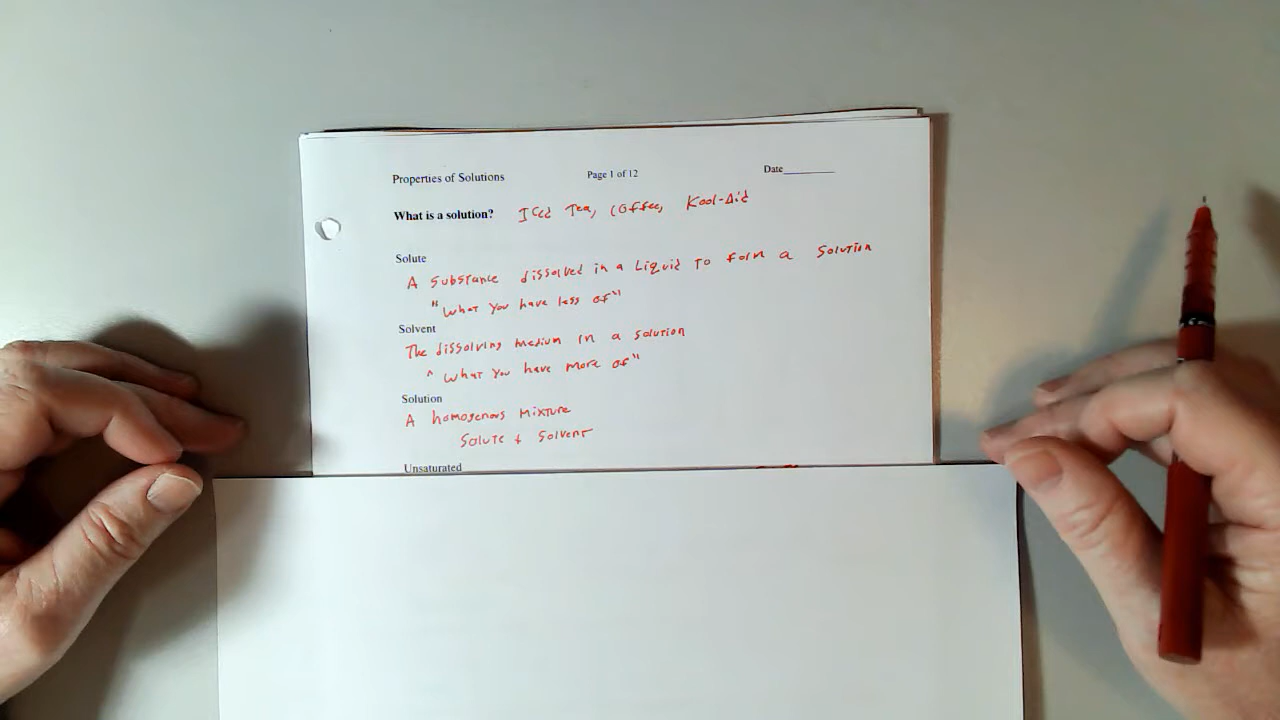 Properties of Solutions Page 1 of 12 Date______
What is a solution? Iced Tea, Coffee, Kool-Aid
Solute
A substance dissolved in a Liquid To form a Solution
"What you have less of"
Solvent
The dissolving medium in a solution
"What you have more of"
Solution
A homogenous Mixture
Solute + Solvent
Unsaturated